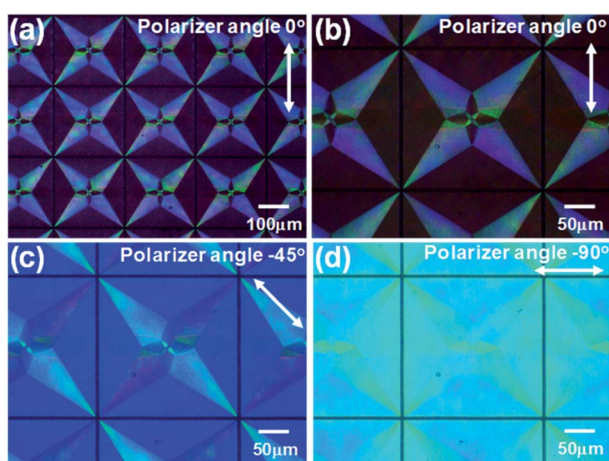 (a)
Polarizer angle 0°
100μm
(b)
Polarizer angle 0°
50μm
(c)
Polarizer angle -45°
50μm
(d)
Polarizer angle -90°
50μm